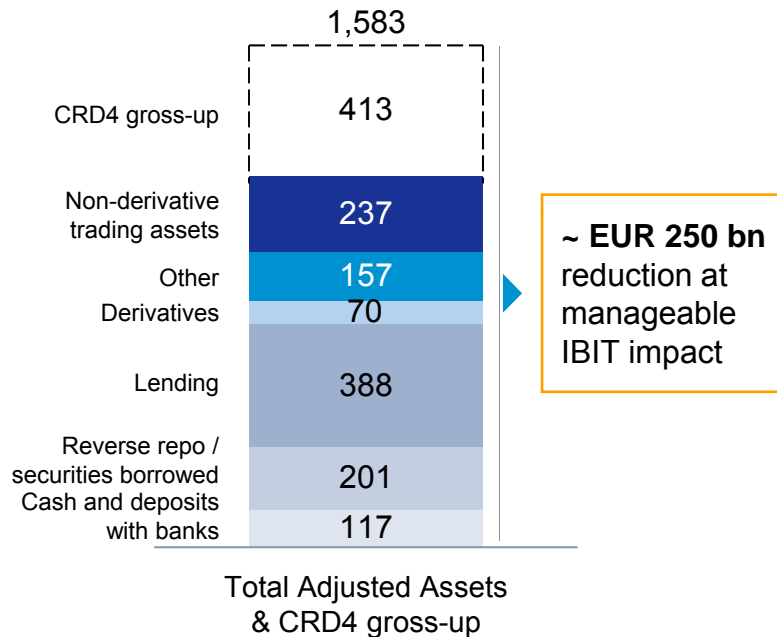 1,583
CRD4 gross-up
413
Non-derivative
trading assets
237
Other
157
Derivatives
70
Lending
388
Reverse repo /
securities borrowed
201
Cash and deposits
with banks
117
~ EUR 250 bn
reduction at
manageable
IBIT impact
Total Adjusted Assets
& CRD4 gross-up